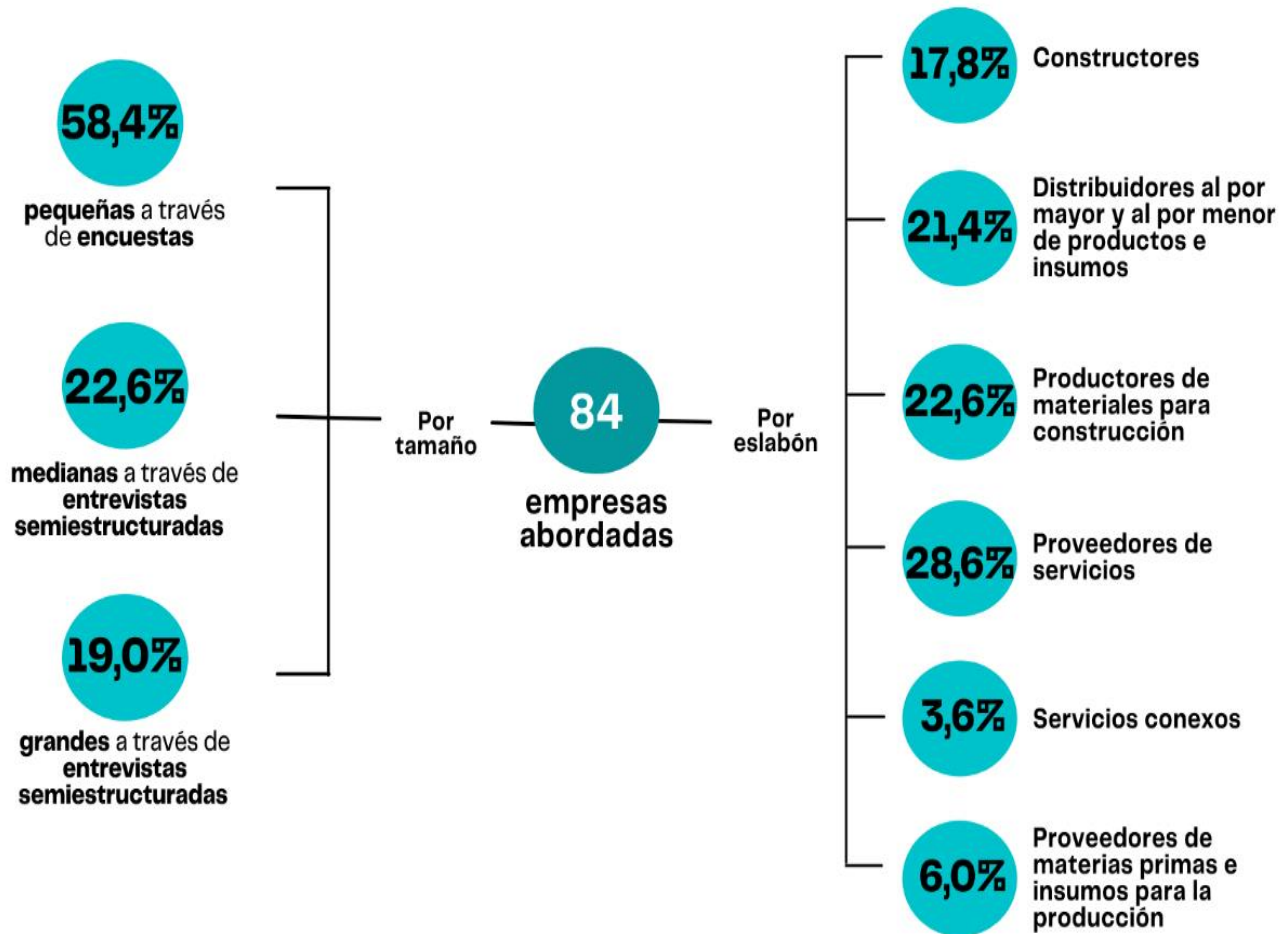 58,4%
pequeñas a través
de encuestas
22,6%
medianas a través de
entrevistas
semiestructuradas
19,0%
grandes a través de
entrevistas
semiestructuradas
Por
tamaño
84
empresas
abordadas
Por
eslabón
17,8%
Constructores
21,4%
Distribuidores al por
mayor y al por menor
de productos e
insumos
22,6%
Productores de
materiales para
construcción
28,6%
Proveedores de
servicios
3,6%
Servicios conexos
6,0%
Proveedores de
materias primas e
insumos para la
producción